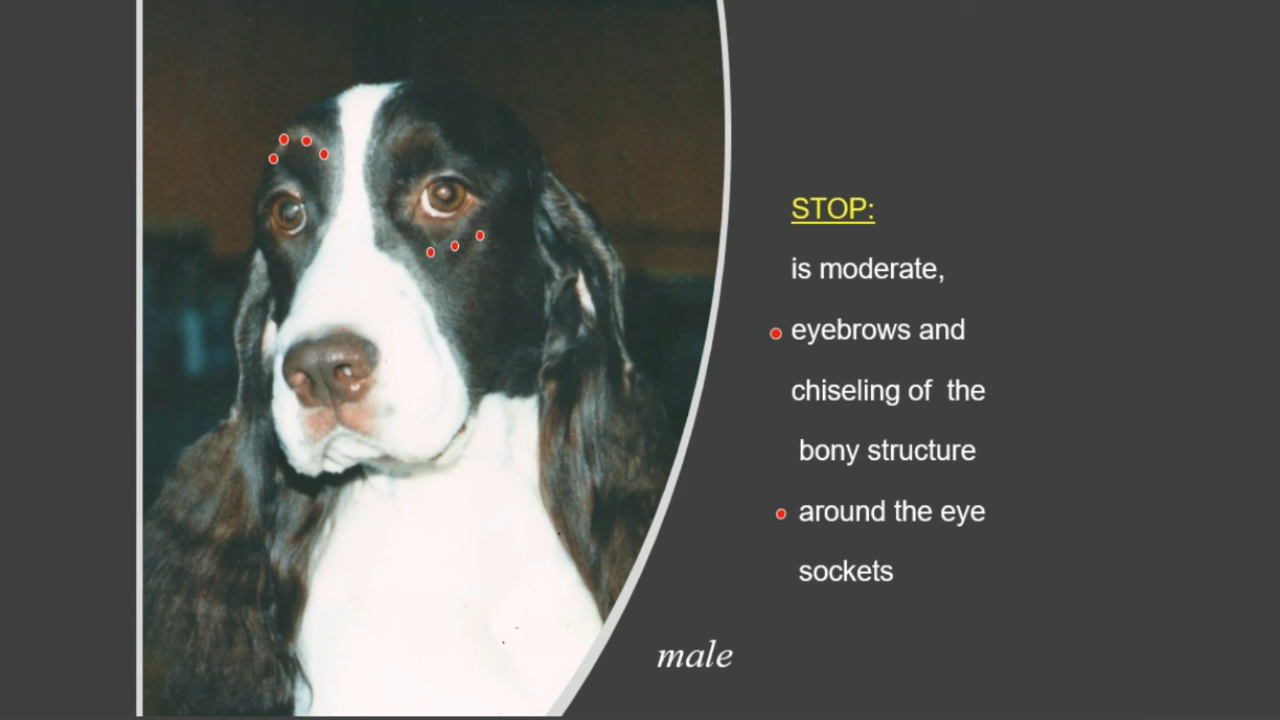 STOP:
is moderate,
eyebrows and
chiseling of  the
bony structure
around the eye
sockets
male